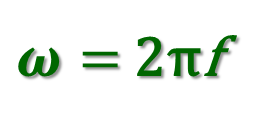 ω = 2πf